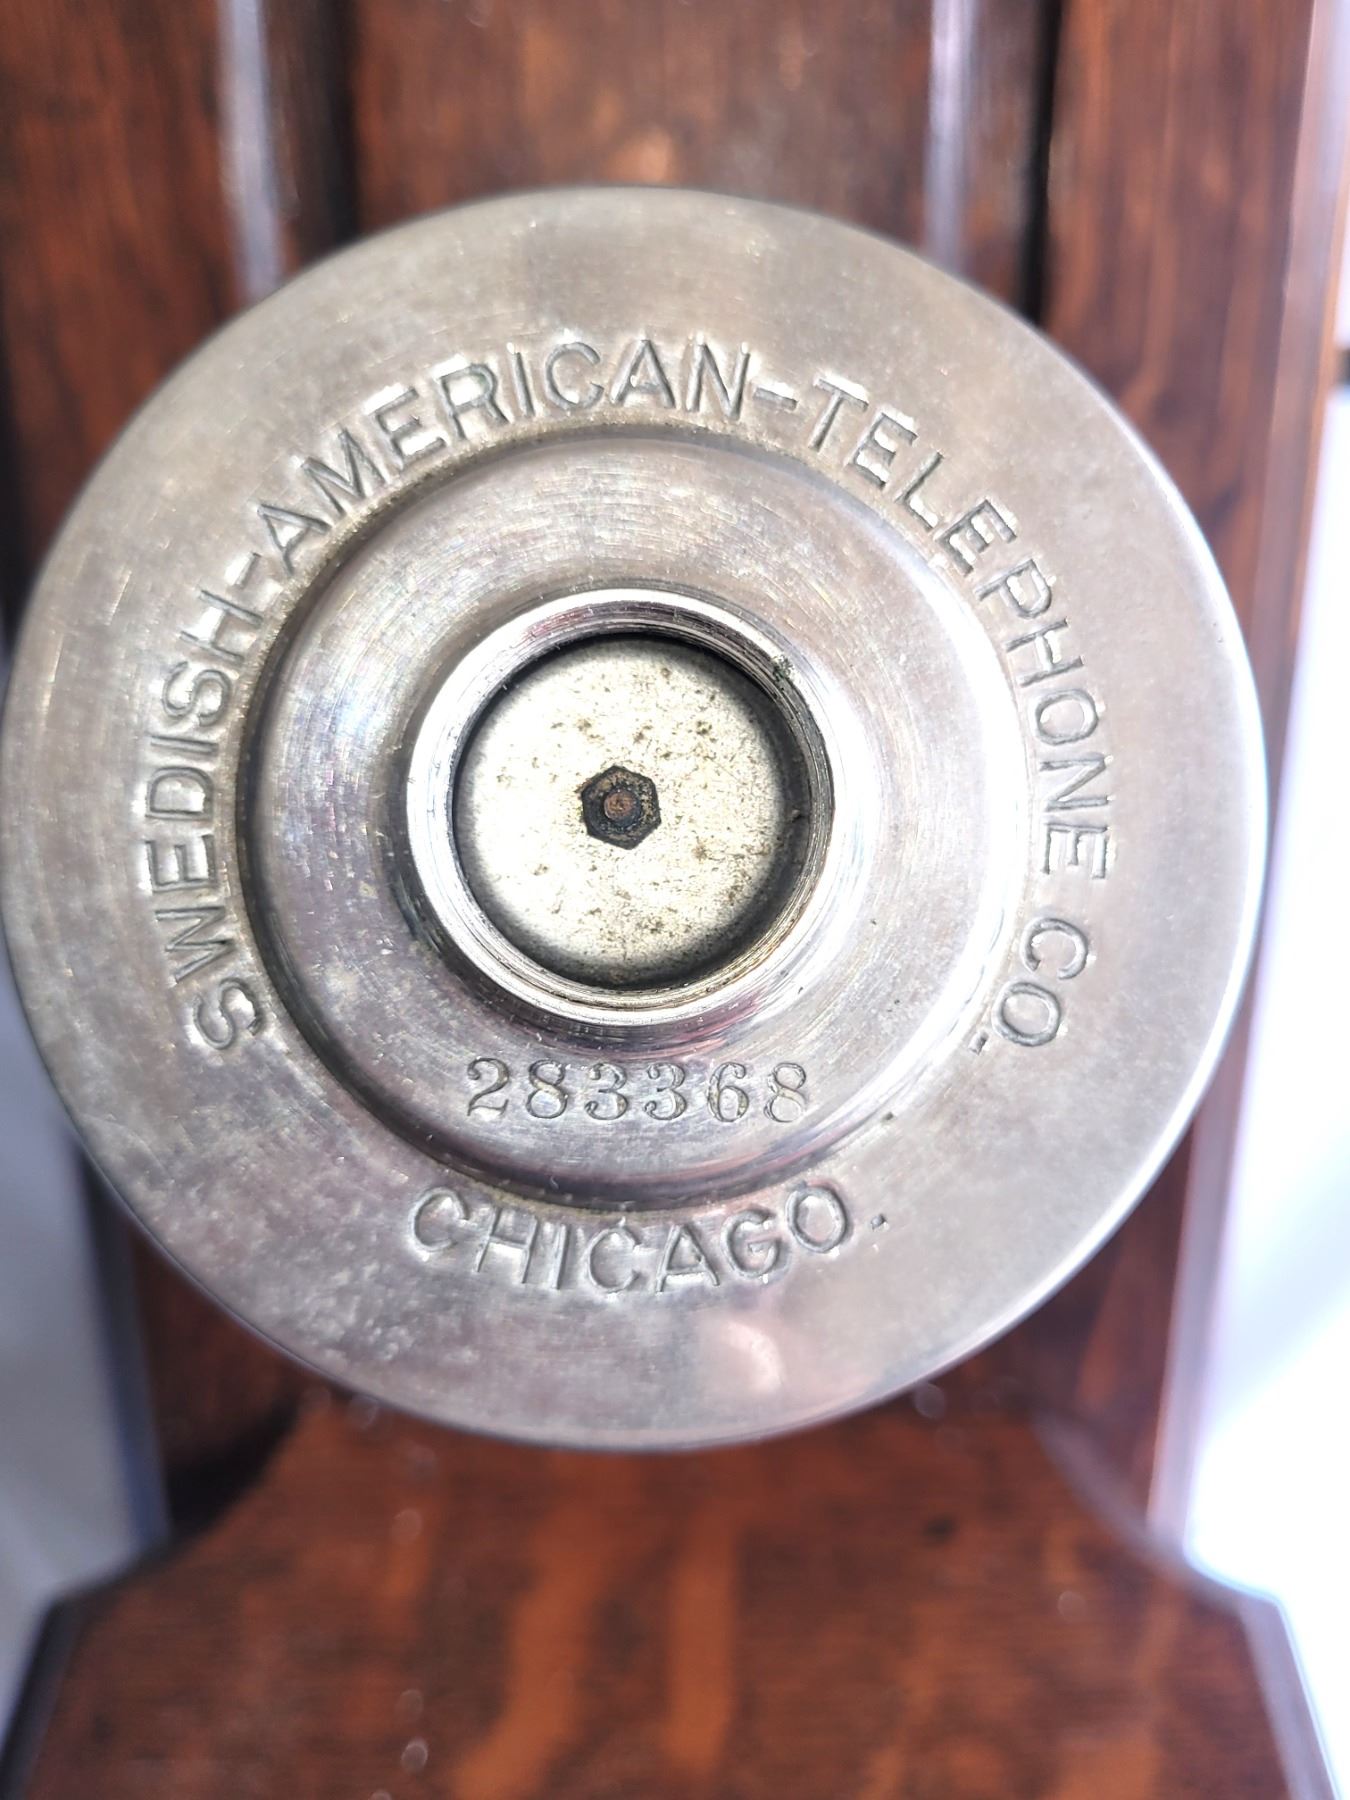 SWEDISH-AMERICAN-TELEPHONE CO.
283368
CHICAGO.